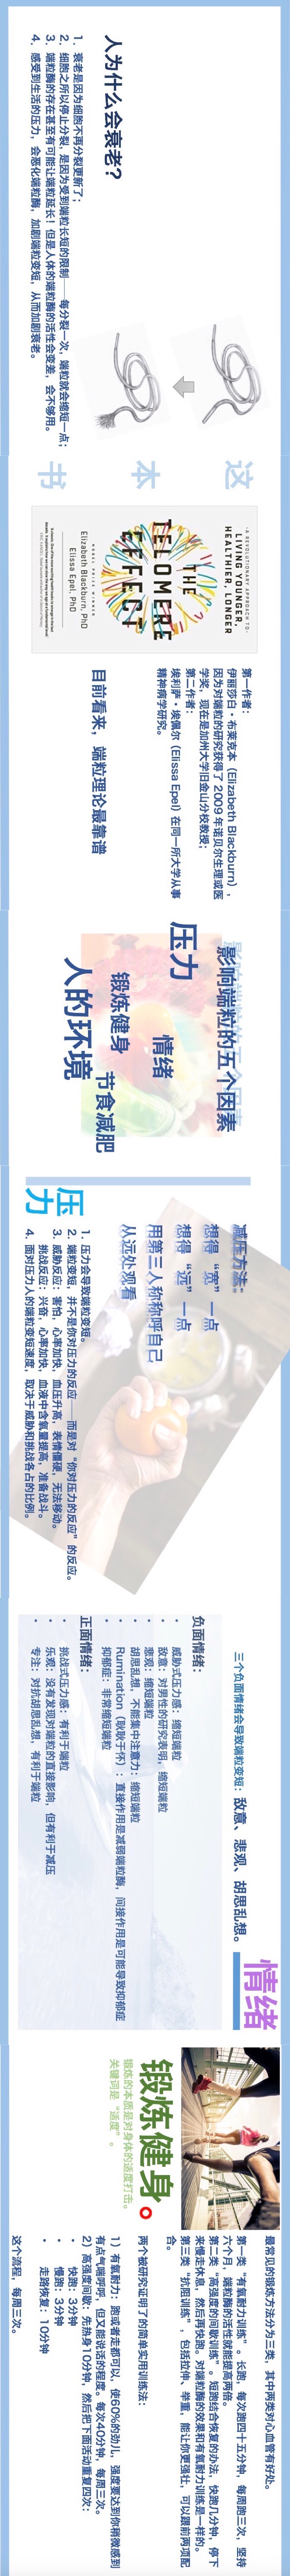 人为什么会衰老？
1. 衰老是因为细胞不再分裂更新了；
2. 细胞之所以停止分裂，是因为受到端粒长短的限制——每分裂一次，端粒就会缩短一点；
3. 端粒酶的存在甚至有可能让端粒延长！但是人体的端粒酶的活性会变差，会不够用。
4. 感受到生活的压力，会恶化端粒酶，加剧端粒变短，从而加剧衰老。
这
本
书
-A REVOLUTIONARY APPROACH TO-
LIVING YOUNGER,
HEALTHIER, LONGER
THE
TELOMERE
EFFECT
NOBEL PRIZE WINNER
Elizabeth Blackburn, PhD
Elissa Epel, PhD
第一作者：
伊丽莎白·布莱克本（Elizabeth Blackburn），
因为对端粒的研究获得了 2009 年诺贝尔生理或医
学奖，现在是加州大学旧金山分校教授；
第二作者：
埃利萨·埃佩尔（Elissa Epel）在同一所大学从事
精神病学研究。
目前看来，端粒理论最靠谱
影响端粒的五个因素
压力
情绪
锻炼健身
节食减肥
人的环境
减压方法：
想得“宽”一点
想得“远”一点
用第三人称称呼自己
从远处观看
压
力
1. 压力会导致端粒变短。
2. 端粒变短，并不是你对压力的反应——而是对“你对压力的反应”的反应。
3. 威胁反应：害怕，心率加快，血压升高，表情僵硬，无法移动。
挑战反应：兴奋，心率加快，血液中含氧量提高，准备战斗。
4. 面对压力人的端粒变短速度，取决于威胁和挑战各占的比例。
三个负面情绪会导致端粒变短：敌意、悲观、胡思乱想。
情绪
负面情绪：
• 威胁式压力感：缩短端粒
• 敌意：对男性的研究表明，缩短端粒
• 悲观：缩短端粒
• 胡思乱想，不能集中注意力：缩短端粒
• Rumination（耿耿于怀）：直接作用是减弱端粒酶，间接作用是可能导致抑郁症
• 抑郁症：非常缩短端粒
正面情绪：
• 挑战式压力感：有利于端粒
• 乐观：没有发现对端粒的直接影响，但有利于减压
• 专注：对抗胡思乱想，有利于端粒
锻炼健身。
锻炼的本质是对身体的适度打击。
关键词是“适度”。
最常见的锻炼方法分为三类，其中两类对心血管有好处。
第一类“有氧耐力训练”。长跑，每次跑四十五分钟，每周跑三次，坚持
六个月，端粒酶的活性就能提高两倍。
第二类“高强度的间歇训练”。短跑结合恢复的办法，快跑几分钟，停下
来慢走休息，然后再快跑。对端粒酶的效果和有氧耐力训练是一样的。
第三类“抗阻训练”，包括拉伸、举重，能让你更强壮，可以跟前两项配
合。
两个被研究证明了的简单实用训练法：
1）有氧耐力：跑或者走都可以，使60%的劲儿，强度要达到你稍微感到
有点气喘呼呼，但又能说话的程度。每次40分钟，每周三次。
2）高强度间歇：先热身10分钟，然后把下面活动重复四次：
• 快跑：3分钟
• 慢跑：3分钟
• 走路恢复：10分钟
这个流程，每周三次。